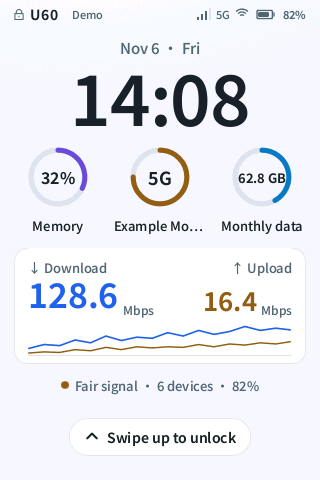 U60 Demo 5G 82%
Nov 6 • Fri
14:08
32% 5G 62.8 GB
Memory Example Mo… Monthly data
↓ Download ↑ Upload
128.6 Mbps 16.4 Mbps
Fair signal • 6 devices • 82%
Swipe up to unlock